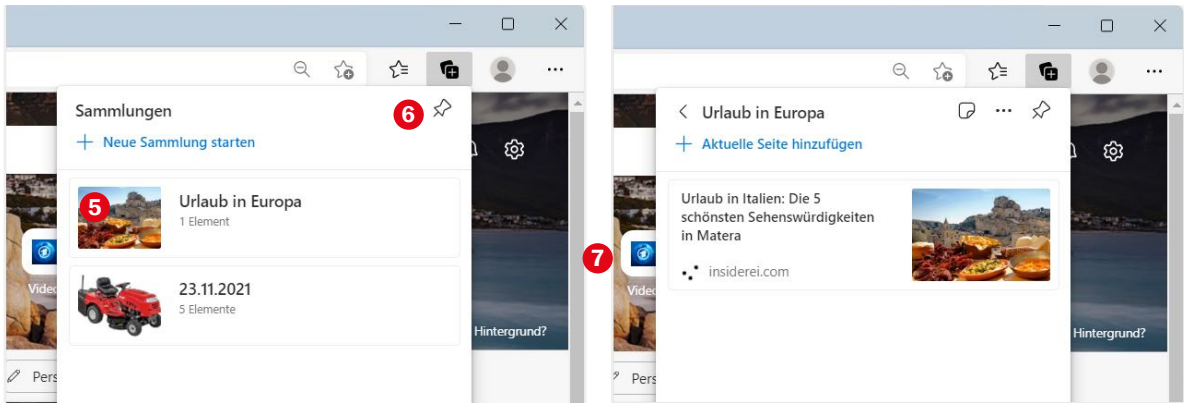 Sammlungen
6
Neue Sammlung starten
5
Urlaub in Europa
1 Element
23.11.2021
5 Elemente
Video
Hintergrund?
Pers
Urlaub in Europa
Aktuelle Seite hinzufügen
Urlaub in Italien: Die 5
schönsten Sehenswürdigkeiten
in Matera
insiderei.com
7
Video
Hintergrund?
Pers